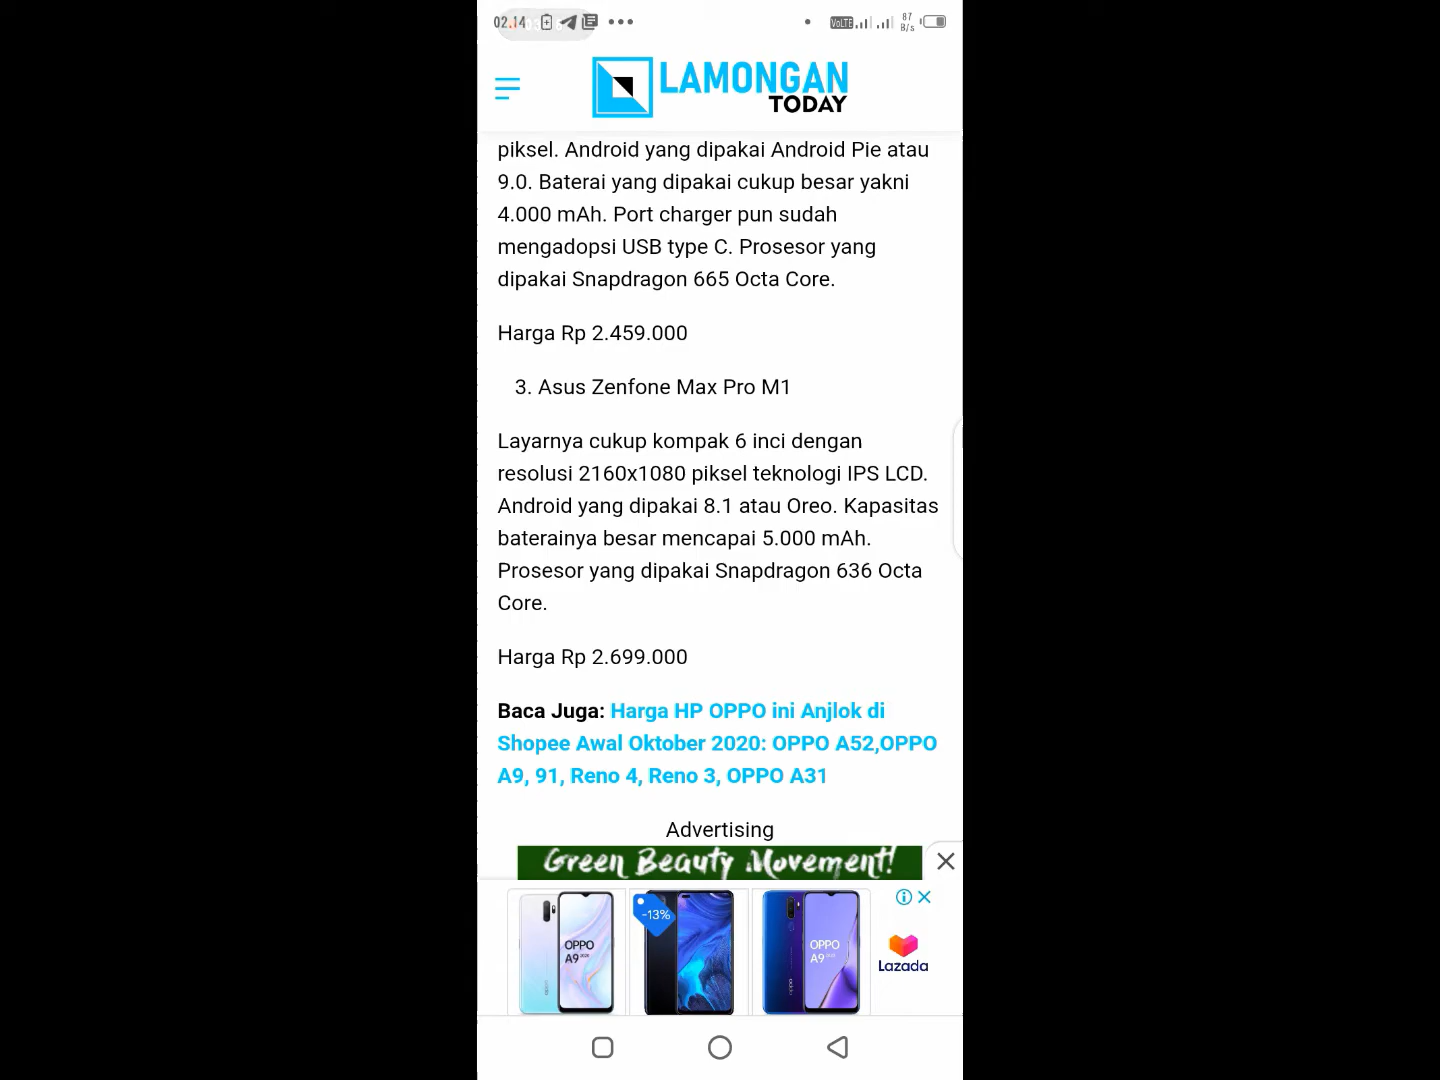 02.14
VoLTE 87 B/s
LAMONGAN
TODAY
piksel. Android yang dipakai Android Pie atau
9.0. Baterai yang dipakai cukup besar yakni
4.000 mAh. Port charger pun sudah
mengadopsi USB type C. Prosesor yang
dipakai Snapdragon 665 Octa Core.
Harga Rp 2.459.000
3. Asus Zenfone Max Pro M1
Layarnya cukup kompak 6 inci dengan
resolusi 2160x1080 piksel teknologi IPS LCD.
Android yang dipakai 8.1 atau Oreo. Kapasitas
baterainya besar mencapai 5.000 mAh.
Prosesor yang dipakai Snapdragon 636 Octa
Core.
Harga Rp 2.699.000
Baca Juga: Harga HP OPPO ini Anjlok di
Shopee Awal Oktober 2020: OPPO A52,OPPO
A9, 91, Reno 4, Reno 3, OPPO A31
Advertising
Green Beauty Movement!
OPPO
A9 2020
-13%
OPPO
A9 2020
Lazada